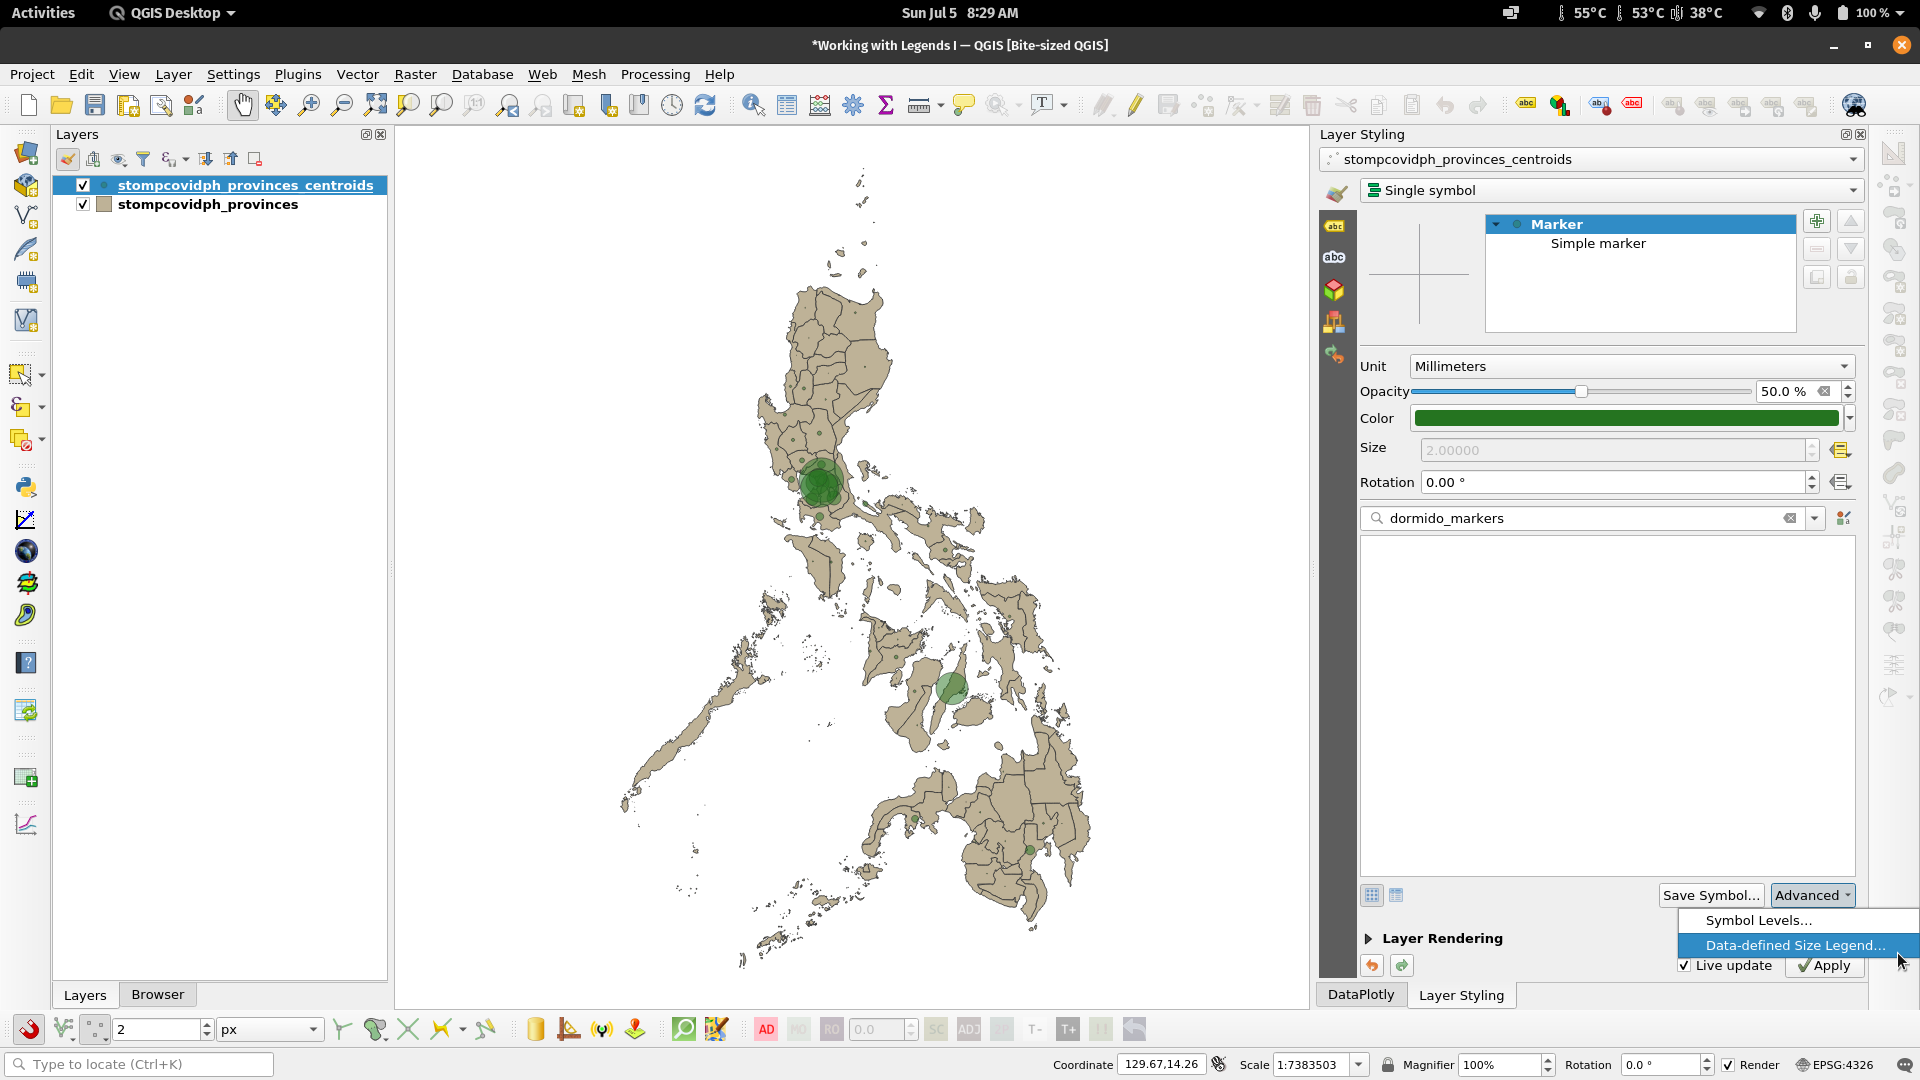 Activities
QGIS Desktop
Sun Jul 5 8:29 AM
55°C
53°C
38°C
100 %
*Working with Legends I — QGIS [Bite-sized QGIS]
Project Edit View Layer Settings Plugins Vector Raster Database Web Mesh Processing Help
Layers
stompcovidph_provinces_centroids
stompcovidph_provinces
Layers
Browser
Layer Styling
stompcovidph_provinces_centroids
Single symbol
Marker
Simple marker
Unit Millimeters
Opacity 50.0 %
Color
Size 2.00000
Rotation 0.00 °
dormido_markers
Save Symbol...
Advanced
Symbol Levels...
Data-defined Size Legend...
Layer Rendering
Live update
Apply
DataPlotly
Layer Styling
2
px
AD
MO
RO
0.0
SC
ADJ
T-
T+
Type to locate (Ctrl+K)
Coordinate 129.67,14.26
Scale 1:7383503
Magnifier 100%
Rotation 0.0 °
Render
EPSG:4326